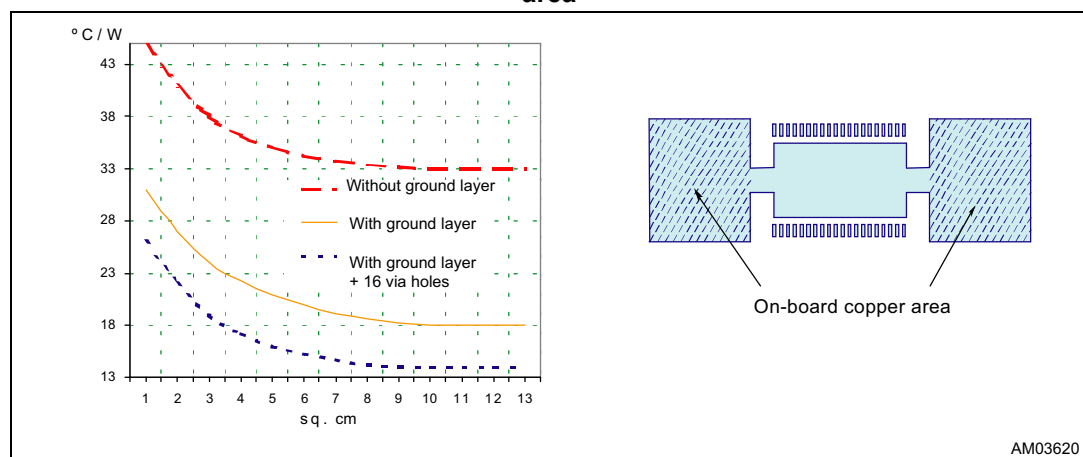 area
º C / W
43
38
33
28
23
18
13
1 2 3 4 5 6 7 8 9 10 11 12 13
sq. cm
Without ground layer
With ground layer
With ground layer
+ 16 via holes
On-board copper area
AM03620